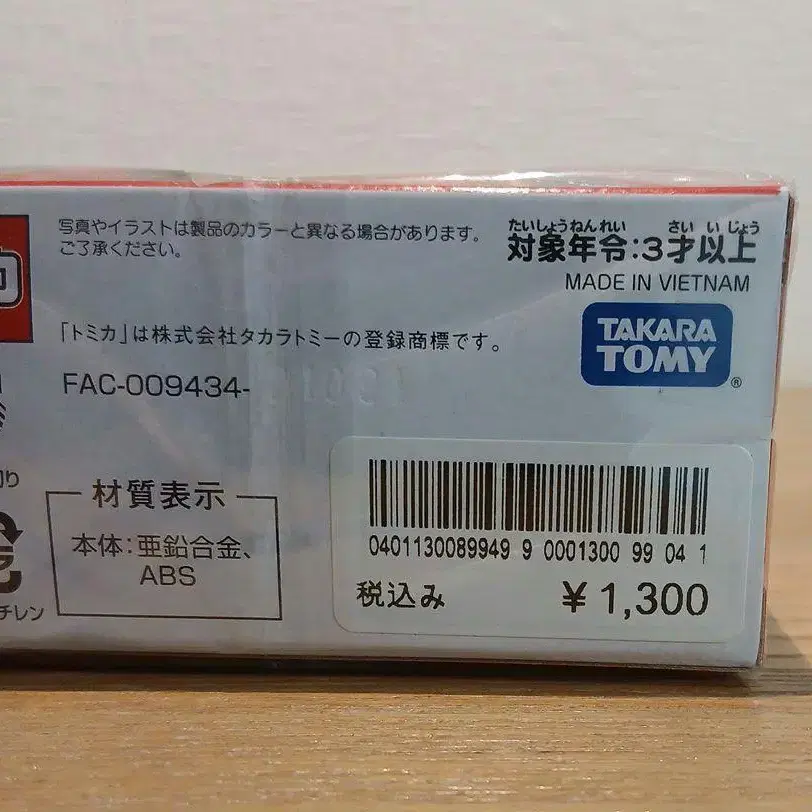 写真やイラストは製品のカラーと異なる場合があります。
ご了承ください。
たいしょうねんれい さい いじょう
対象年令:3才以上
MADE IN VIETNAM
「トミカ」は株式会社タカラトミーの登録商標です。
TAKARA
TOMY
®
FAC-009434-
材質表示
本体:亜鉛合金、
ABS
チレン
0401130089949 9 0001300 99 04 1
税込み ¥1,300